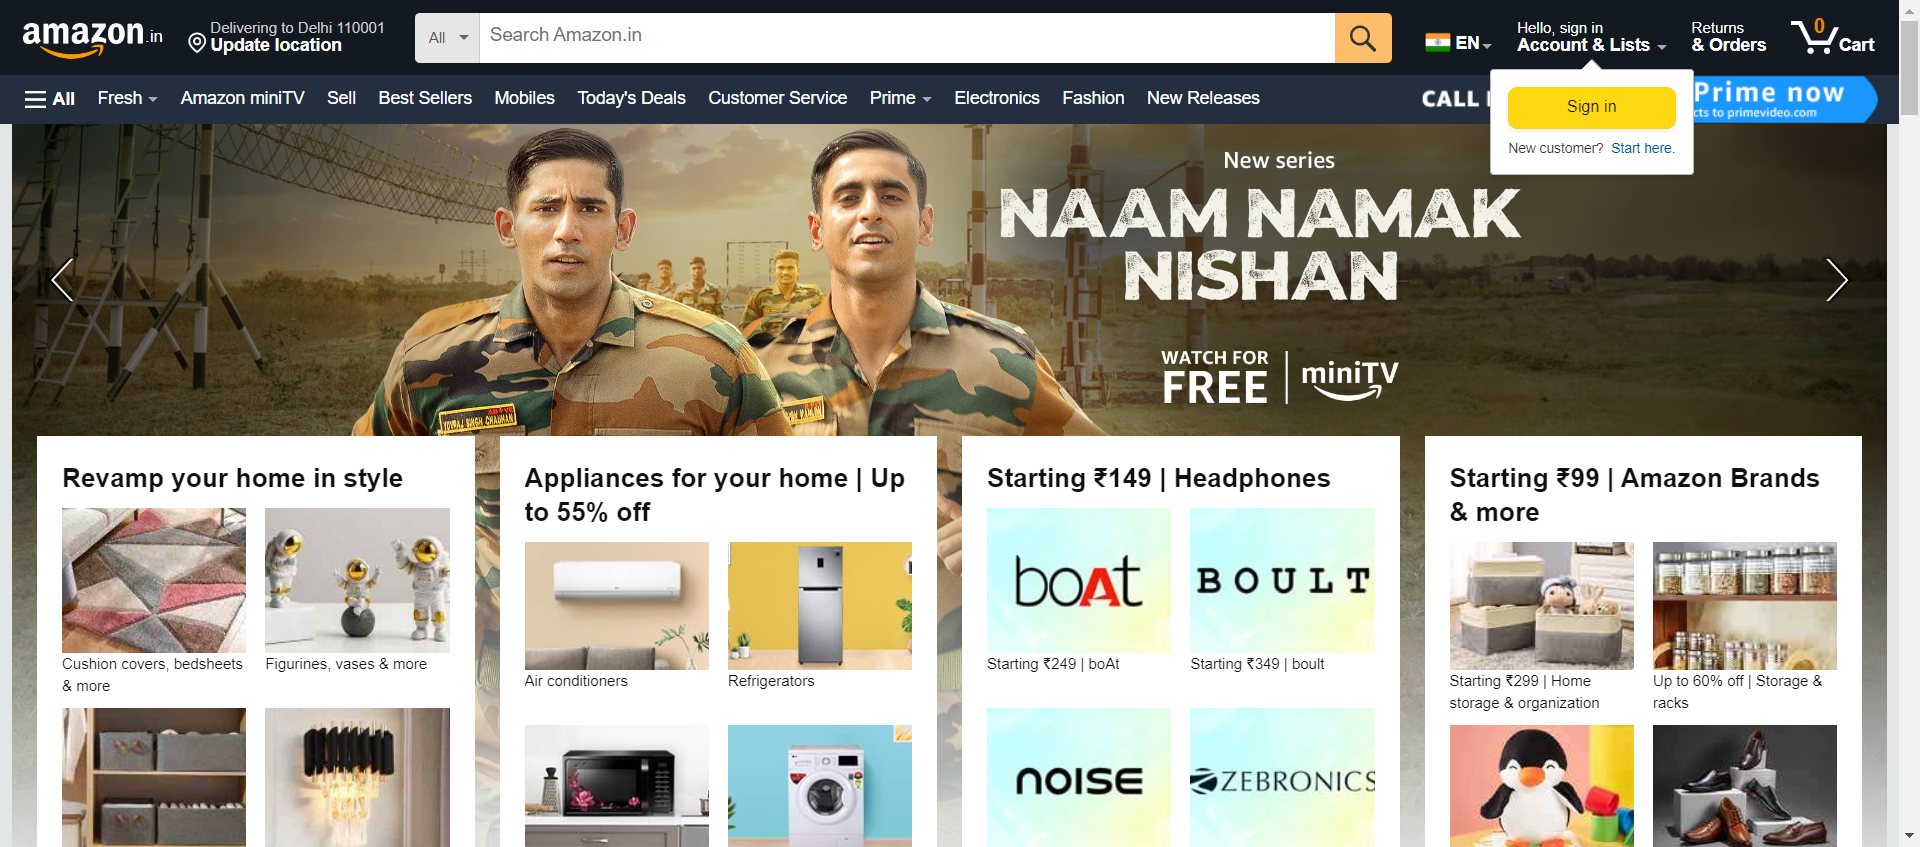 amazon.in
Delivering to Delhi 110001
Update location
All
Search Amazon.in
EN
Hello, sign in
Account & Lists
Returns
& Orders
0
Cart
All
Fresh
Amazon miniTV
Sell
Best Sellers
Mobiles
Today's Deals
Customer Service
Prime
Electronics
Fashion
New Releases
CALL
Prime now
cts to primevideo.com
Sign in
New customer? Start here.
New series
NAAM NAMAK
NISHAN
WATCH FOR
FREE
miniTV
YUVRAJ SINGH CHAUHAN
Revamp your home in style
Cushion covers, bedsheets
& more
Figurines, vases & more
Appliances for your home | Up
to 55% off
Air conditioners
Refrigerators
Starting ₹149 | Headphones
boAt
BOULT
Starting ₹249 | boAt
Starting ₹349 | boult
noise
ZEBRONICS
Starting ₹99 | Amazon Brands
& more
Starting ₹299 | Home
storage & organization
Up to 60% off | Storage &
racks